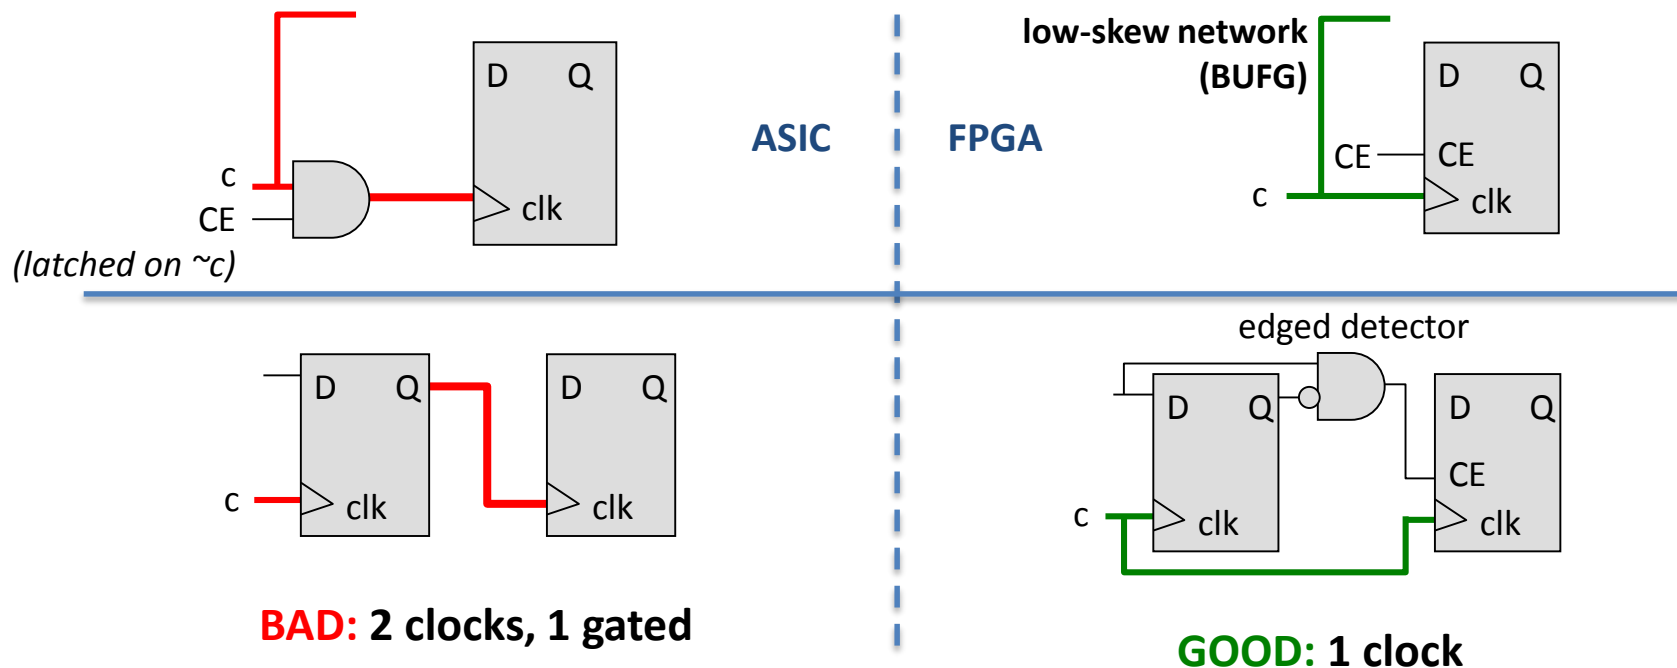 low-skew network
(BUFG)
D Q
clk
c
CE
(latched on ~c)
ASIC
FPGA
D Q
CE CE
clk
c
D Q
clk
c
D Q
clk
BAD: 2 clocks, 1 gated
edged detector
D Q
clk
c
D Q
CE
clk
GOOD: 1 clock